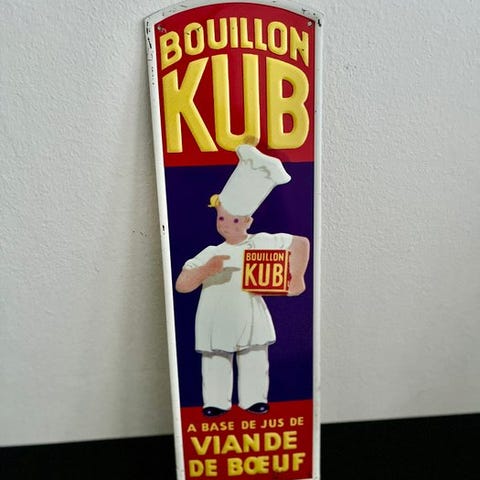 BOUILLON
KUB
BOUILLON
KUB
A BASE DE JUS DE
VIANDE
DE BŒUF